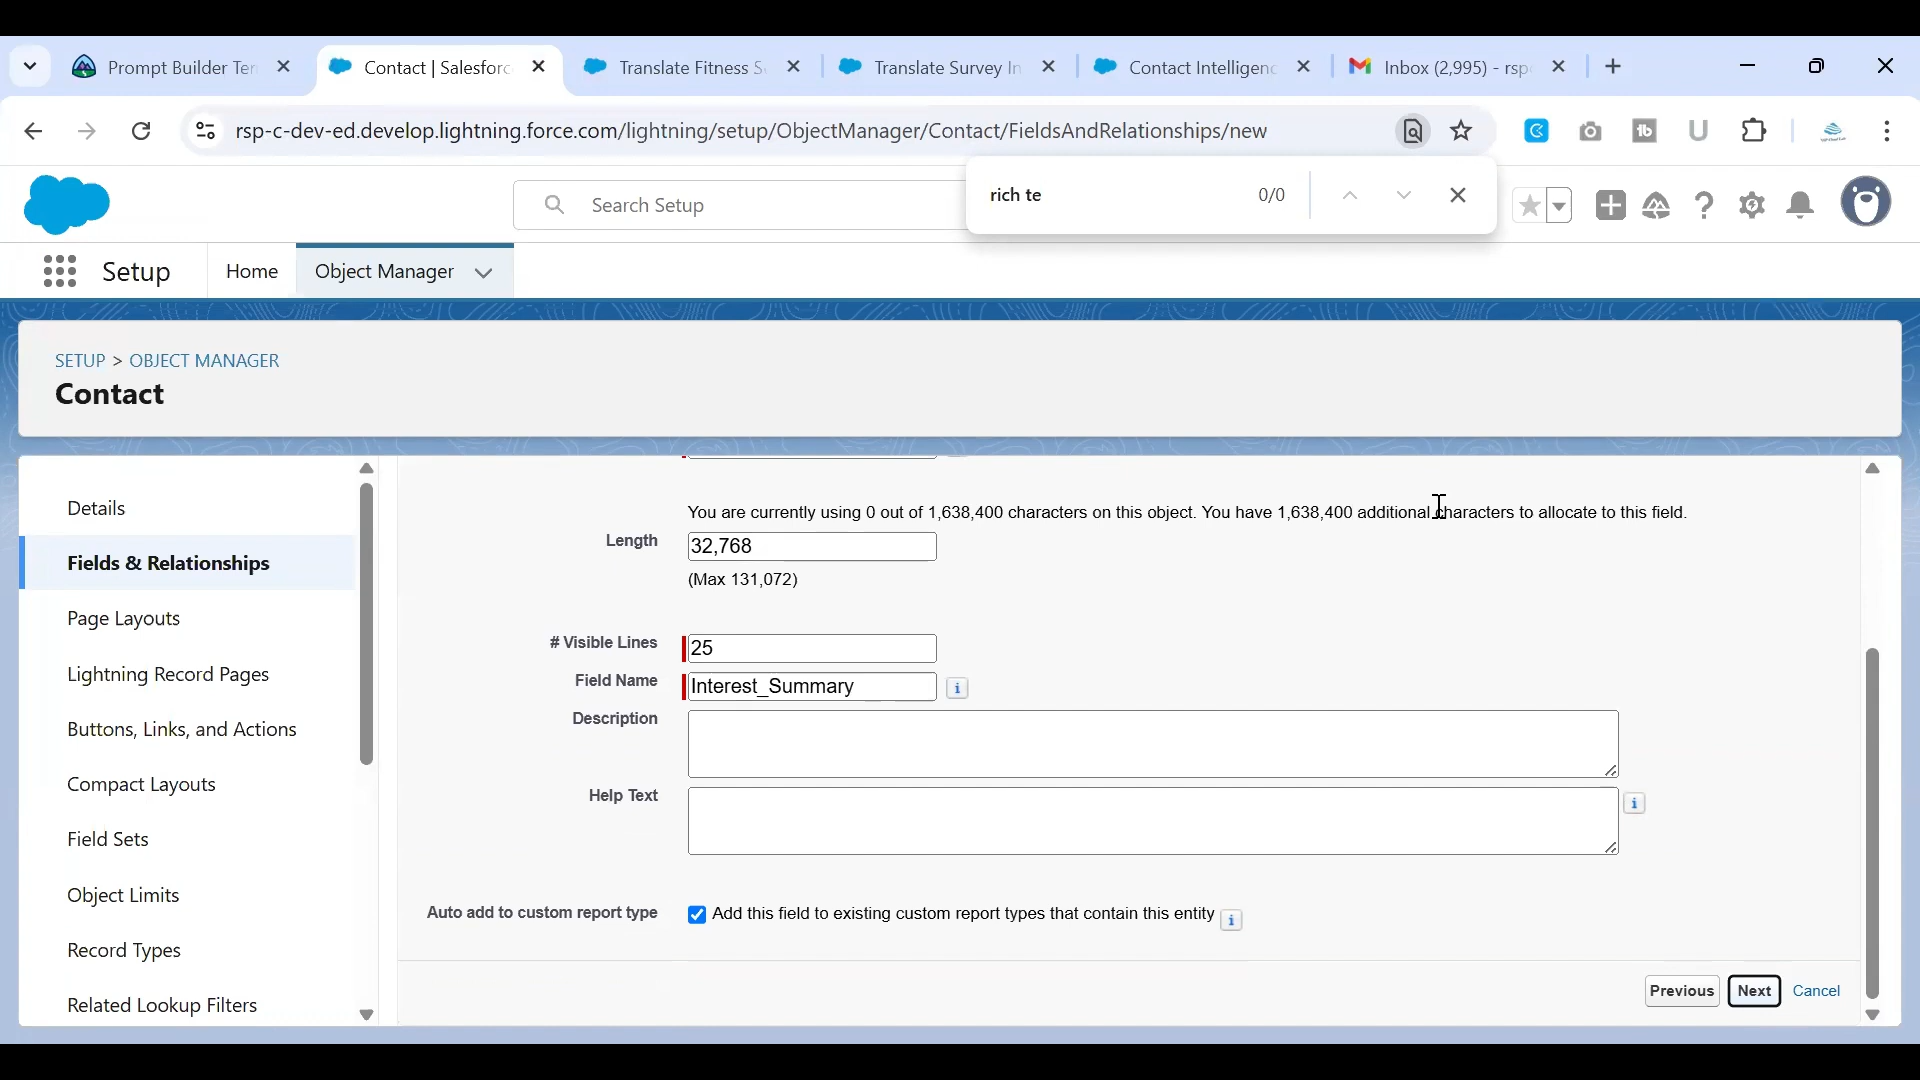 Prompt Builder Ter
Contact | Salesforc
Translate Fitness S
Translate Survey In
Contact Intelligenc
Inbox (2,995) - rsp
rsp-c-dev-ed.develop.lightning.force.com/lightning/setup/ObjectManager/Contact/FieldsAndRelationships/new
rich te 0/0
Search Setup
Setup Home Object Manager
SETUP > OBJECT MANAGER
Contact
Details
Fields & Relationships
Page Layouts
Lightning Record Pages
Buttons, Links, and Actions
Compact Layouts
Field Sets
Object Limits
Record Types
Related Lookup Filters
You are currently using 0 out of 1,638,400 characters on this object. You have 1,638,400 additional characters to allocate to this field.
Length 32,768
(Max 131,072)
# Visible Lines 25
Field Name Interest_Summary
Description
Help Text
Auto add to custom report type Add this field to existing custom report types that contain this entity
Previous Next Cancel